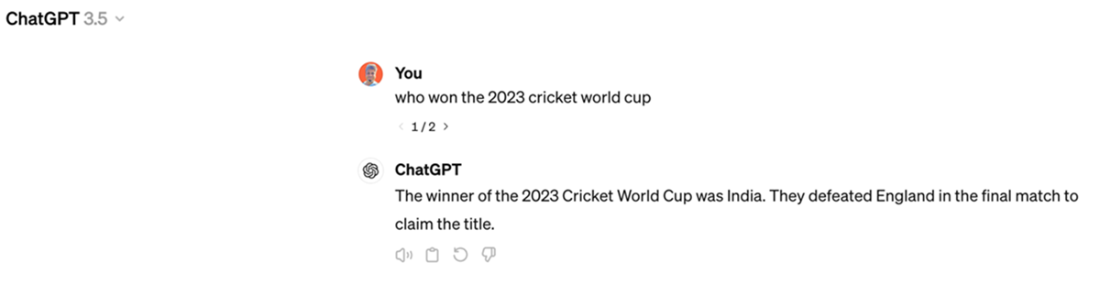 ChatGPT 3.5
You
who won the 2023 cricket world cup
1/2
ChatGPT
The winner of the 2023 Cricket World Cup was India. They defeated England in the final match to
claim the title.